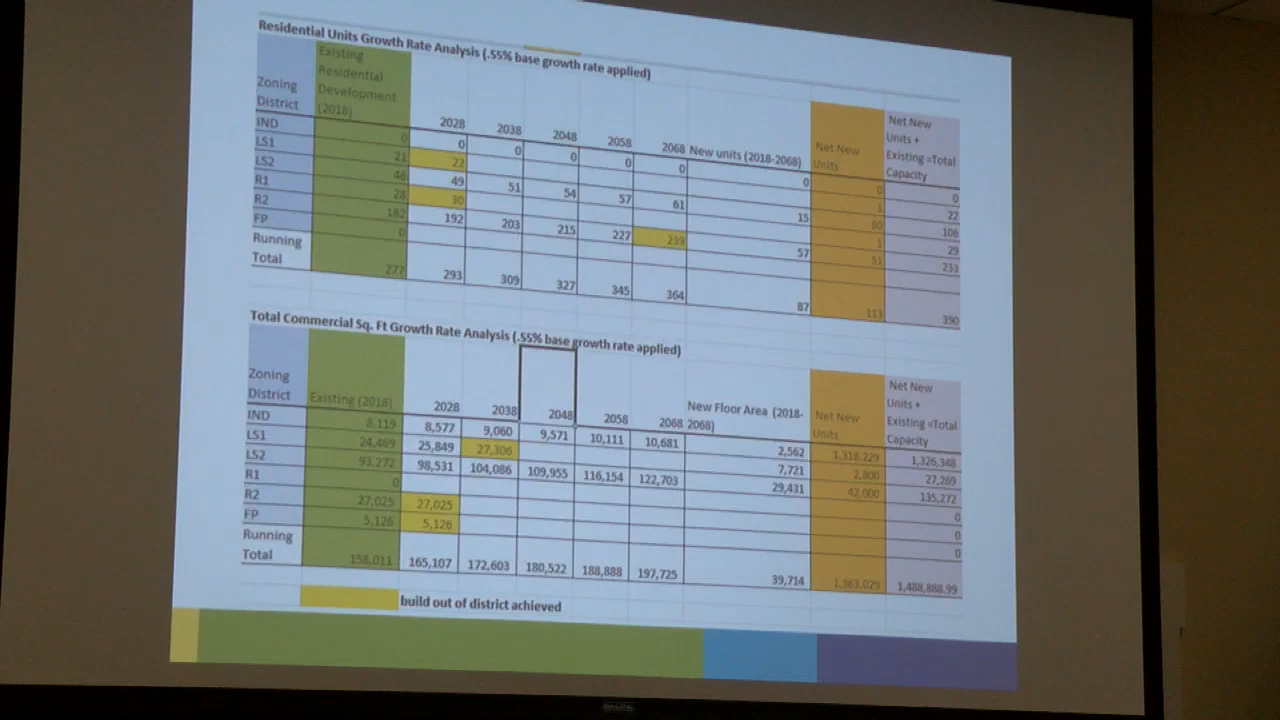 Residential Units Growth Rate Analysis (.55% base growth rate applied)
Zoning District | Existing Residential Development (2018) | 2028 | 2038 | 2048 | 2058 | 2068 | New units (2018-2068) | Net New Units | Net New Units + Existing =Total Capacity
IND 0 0 0 0 0 0 0 0 0
LS1 21 22 1 22
LS2 46 49 51 54 57 61 15 60 106
R1 28 30 1 29
R2 182 192 203 215 227 239 57 51 233
FP 0
Running Total 277 293 309 327 345 364 87 113 390
Total Commercial Sq. Ft Growth Rate Analysis (.55% base growth rate applied)
Zoning District | Existing (2018) | 2028 | 2038 | 2048 | 2058 | 2068 | New Floor Area (2018-2068) | Net New Units | Net New Units + Existing =Total Capacity
IND 8,119 8,577 9,060 9,571 10,111 10,681 2,562 1,318,229 1,326,348
LS1 24,469 25,849 27,306 7,721 2,800 27,269
LS2 93,272 98,531 104,086 109,955 116,154 122,703 29,431 42,000 135,272
R1 0 0
R2 27,025 27,025 0
FP 5,126 5,126 0
Running Total 158,011 165,107 172,603 180,522 188,888 197,725 39,714 1,363,029 1,488,888.99
build out of district achieved